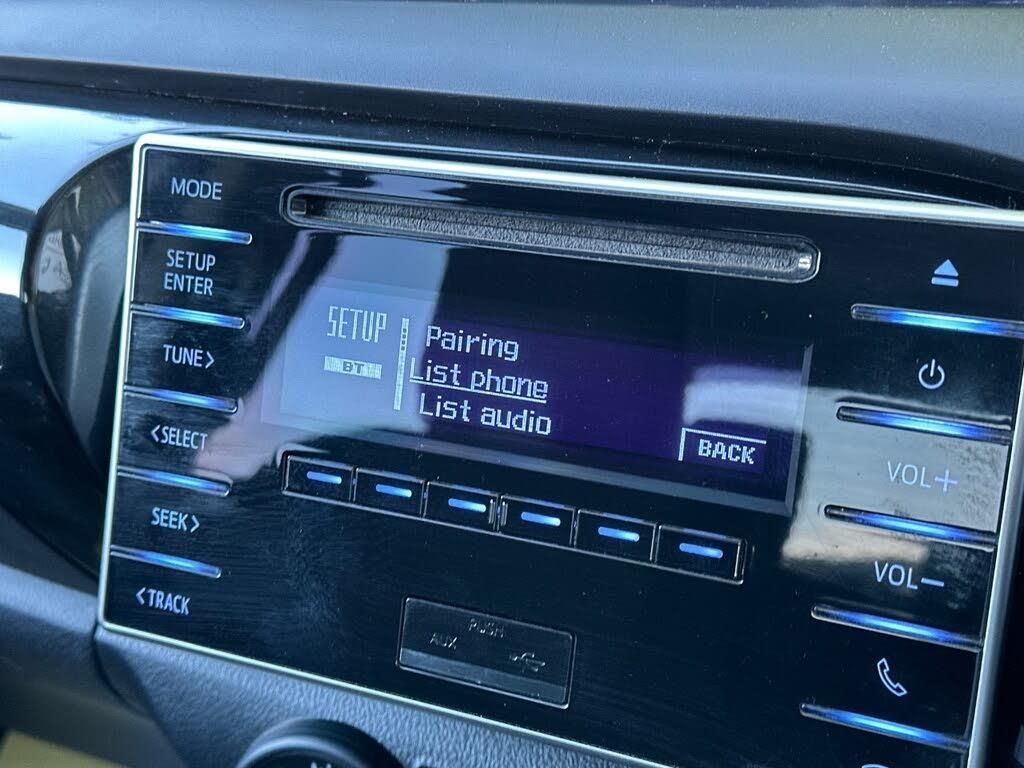 MODE
SETUP
ENTER
TUNE>
<SELECT
SEEK>
<TRACK
SETUP
BT
Pairing
List phone
List audio
BACK
VOL+
VOL−
PUSH
AUX